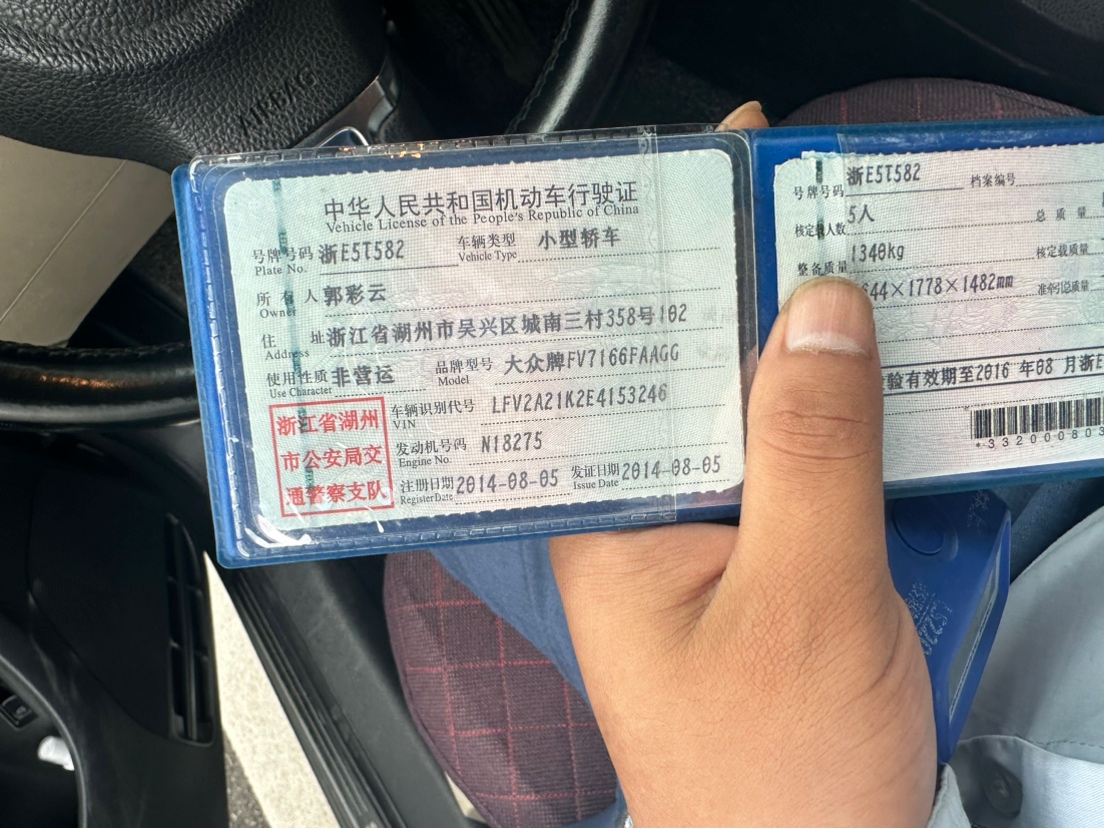 AIRBAG
中华人民共和国机动车行驶证
Vehicle License of the People's Republic of China
号牌号码 浙E5T582 车辆类型 小型轿车
Plate No. Vehicle Type
所有人 郭彩云
Owner
住址 浙江省湖州市吴兴区城南三村358号102
Address
使用性质 非营运 品牌型号 大众牌FV7166FAAGG
Use Character Model
浙江省湖州
市公安局交
通警察支队
车辆识别代号 LFV2A21K2E4153246
VIN
发动机号码 N18275
Engine No.
注册日期 2014-08-05 发证日期 2014-08-05
Register Date Issue Date
号牌号码 浙E5T582 档案编号
核定载人数 5人 总质量
整备质量 1340kg 核定载质量
644×1778×1482mm 准牵引总质量
验有效期至2016年08月浙E
*332000803